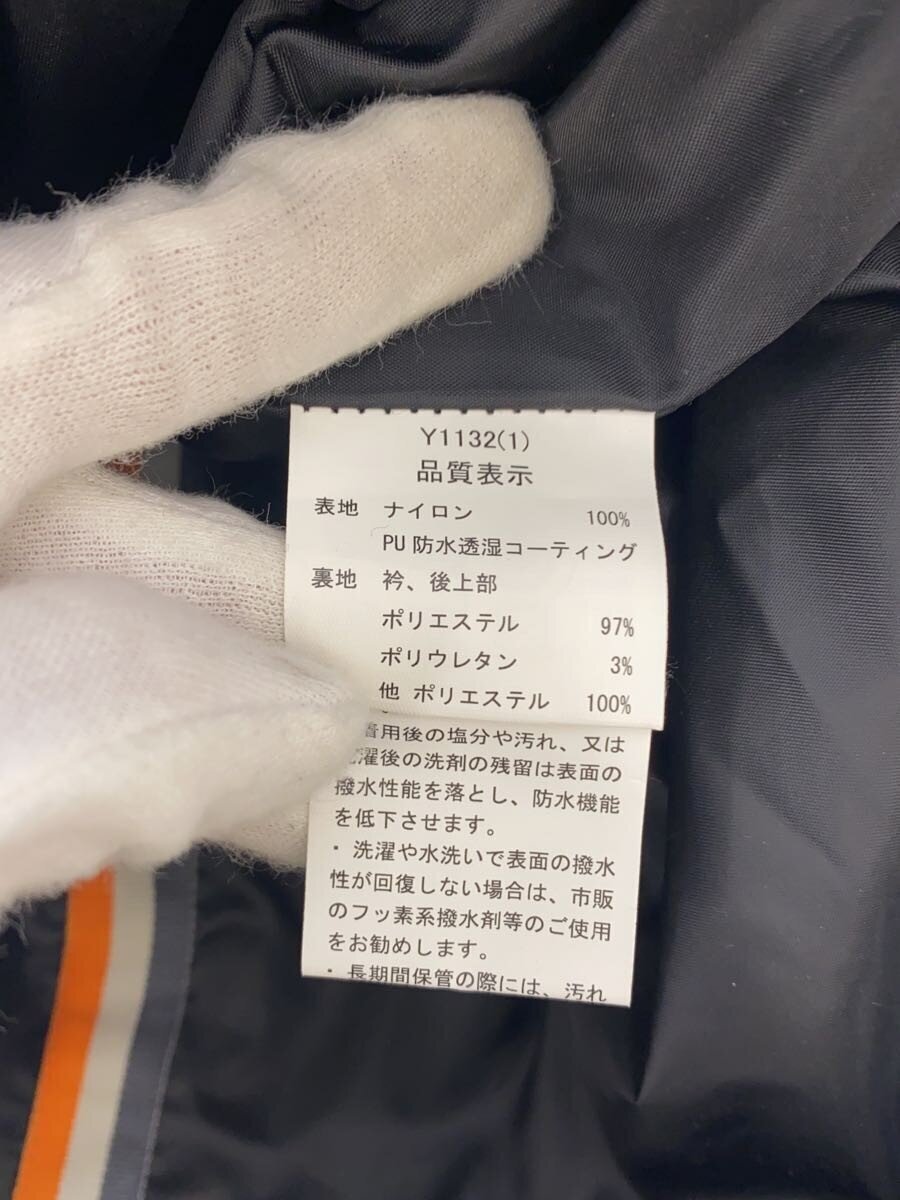 Y1132(1)
品質表示
表地 ナイロン 100%
PU防水透湿コーティング
裏地 衿、後上部
ポリエステル 97%
ポリウレタン 3%
他 ポリエステル 100%
着用後の塩分や汚れ、又は
洗濯後の洗剤の残留は表面の
撥水性能を落とし、防水機能
を低下させます。
・洗濯や水洗いで表面の撥水
性が回復しない場合は、市販
のフッ素系撥水剤等のご使用
をお勧めします。
・長期間保管の際には、汚れ